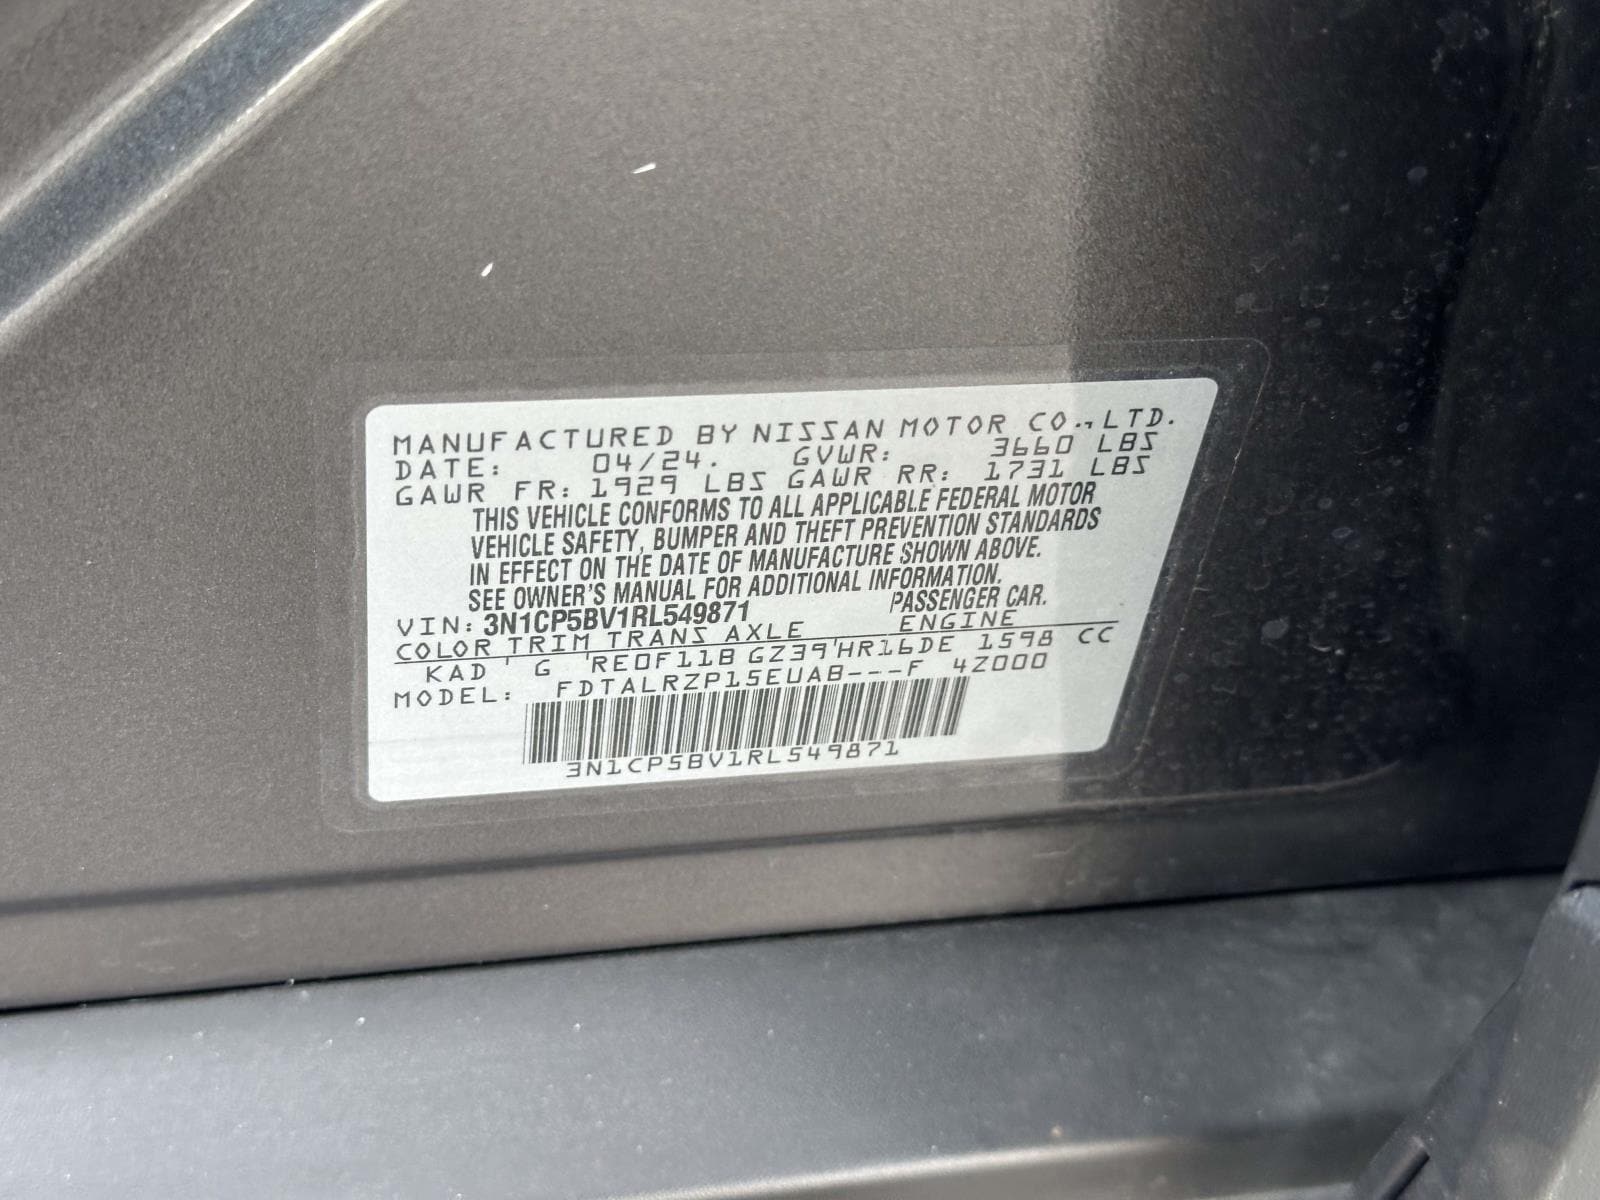 MANUFACTURED BY NISSAN MOTOR CO., LTD.
DATE: 04/24. GVWR: 3660 LBS
GAWR FR: 1929 LBS GAWR RR: 1731 LBS
THIS VEHICLE CONFORMS TO ALL APPLICABLE FEDERAL MOTOR
VEHICLE SAFETY, BUMPER AND THEFT PREVENTION STANDARDS
IN EFFECT ON THE DATE OF MANUFACTURE SHOWN ABOVE.
SEE OWNER'S MANUAL FOR ADDITIONAL INFORMATION.
VIN: 3N1CP5BV1RL549871 PASSENGER CAR.
COLOR TRIM TRANS AXLE ENGINE
KAD ' G 'RE0F11B GZ39'HR16DE 1598 CC
MODEL: FDTALRZP15EUAB---F 4Z000
3N1CP5BV1RL549871